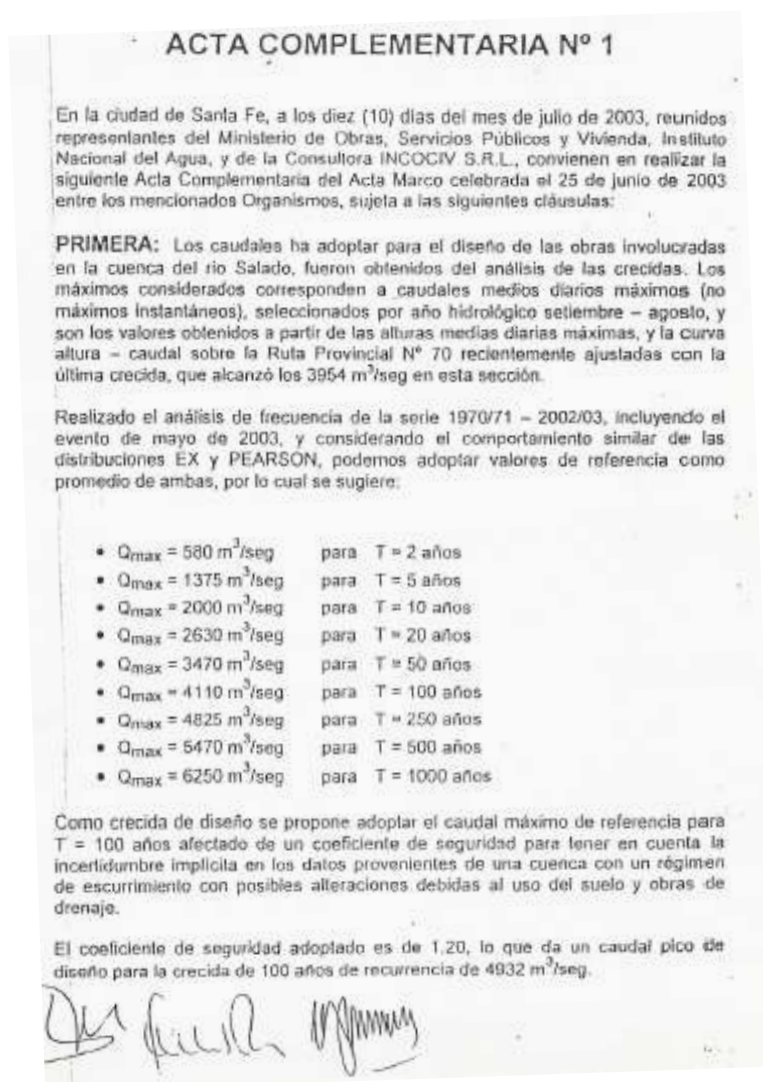 ACTA COMPLEMENTARIA Nº 1
En la ciudad de Santa Fe, a los diez (10) días del mes de julio de 2003, reunidos
representantes del Ministerio de Obras, Servicios Públicos y Vivienda, Instituto
Nacional del Agua, y de la Consultora INCOCIV S.R.L., convienen en realizar la
siguiente Acta Complementaria del Acta Marco celebrada el 25 de junio de 2003
entre los mencionados Organismos, sujeta a las siguientes cláusulas:
PRIMERA: Los caudales ha adoptar para el diseño de las obras involucradas
en la cuenca del rio Salado, fueron obtenidos del análisis de las crecidas. Los
máximos considerados corresponden a caudales medios diarios máximos (no
máximos instantáneos), seleccionados por año hidrológico setiembre – agosto, y
son los valores obtenidos a partir de las alturas medias diarias máximas, y la curva
altura – caudal sobre la Ruta Provincial Nº 70 recientemente ajustadas con la
última crecida, que alcanzó los 3954 m³/seg en esta sección.
Realizado el análisis de frecuencia de la serie 1970/71 – 2002/03, incluyendo el
evento de mayo de 2003, y considerando el comportamiento similar de las
distribuciones EX y PEARSON, podemos adoptar valores de referencia como
promedio de ambas, por lo cual se sugiere:
• Qmax = 580 m³/seg para T = 2 años
• Qmax = 1375 m³/seg para T = 5 años
• Qmax = 2000 m³/seg para T = 10 años
• Qmax = 2630 m³/seg para T = 20 años
• Qmax = 3470 m³/seg para T = 50 años
• Qmax = 4110 m³/seg para T = 100 años
• Qmax = 4825 m³/seg para T = 250 años
• Qmax = 5470 m³/seg para T = 500 años
• Qmax = 6250 m³/seg para T = 1000 años
Como crecida de diseño se propone adoptar el caudal máximo de referencia para
T = 100 años afectado de un coeficiente de seguridad para tener en cuenta la
incertidumbre implícita en los datos provenientes de una cuenca con un régimen
de escurrimiento con posibles alteraciones debidas al uso del suelo y obras de
drenaje.
El coeficiente de seguridad adoptado es de 1.20, lo que da un caudal pico de
diseño para la crecida de 100 años de recurrencia de 4932 m³/seg.